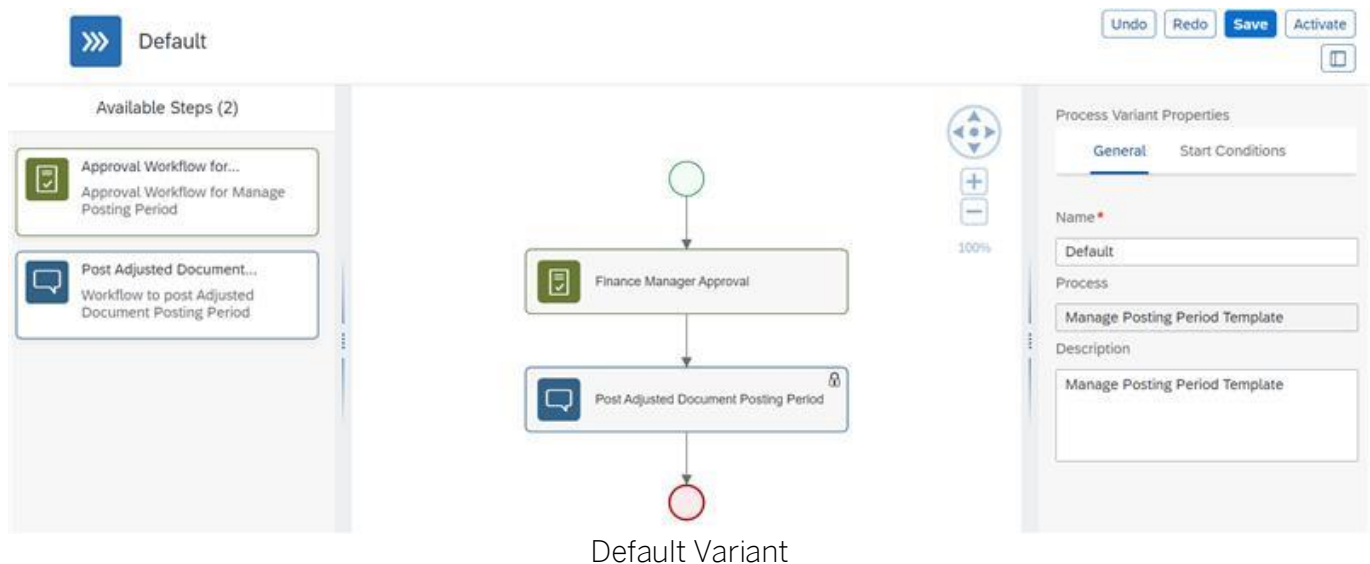 Default
Undo
Redo
Save
Activate
Available Steps (2)
Approval Workflow for...
Approval Workflow for Manage
Posting Period
Post Adjusted Document...
Workflow to post Adjusted
Document Posting Period
Finance Manager Approval
Post Adjusted Document Posting Period
100%
Process Variant Properties
General
Start Conditions
Name*
Default
Process
Manage Posting Period Template
Description
Manage Posting Period Template
Default Variant